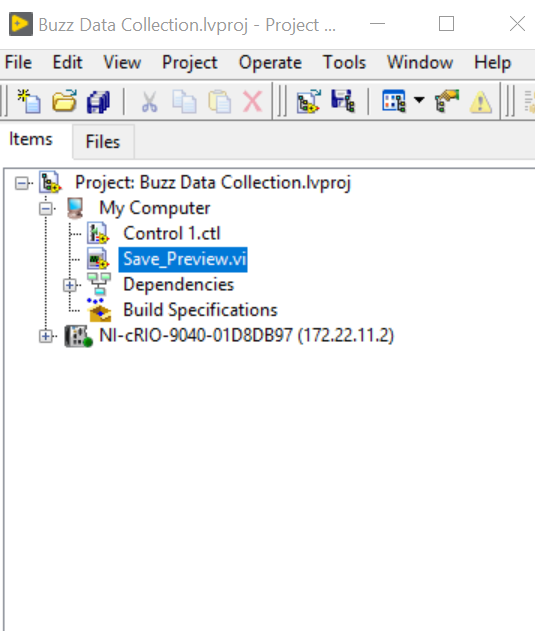 Buzz Data Collection.lvproj - Project ...
File Edit View Project Operate Tools Window Help
Items Files
Project: Buzz Data Collection.lvproj
My Computer
Control 1.ctl
Save_Preview.vi
Dependencies
Build Specifications
NI-cRIO-9040-01D8DB97 (172.22.11.2)